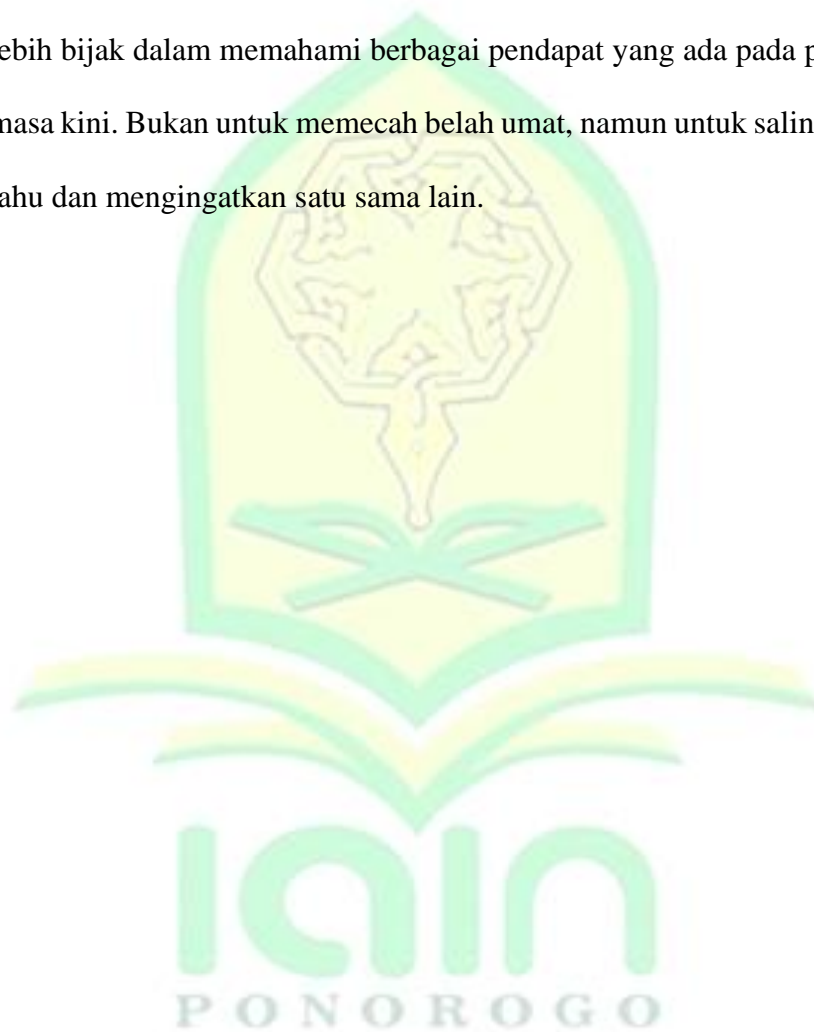 ebih bijak dalam memahami berbagai pendapat yang ada pada p
masa kini. Bukan untuk memecah belah umat, namun untuk salin
ahu dan mengingatkan satu sama lain.
iain
PONOROGO